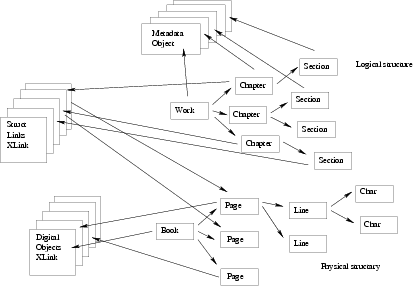 Metadata
Object
Section
Logical structure
Chapter
Section
Work
Chapter
Struct
Links
XLink
Section
Chapter
Section
Char
Page
Line
Char
Book
Digital
Objects
XLink
Page
Line
Physical structury
Page